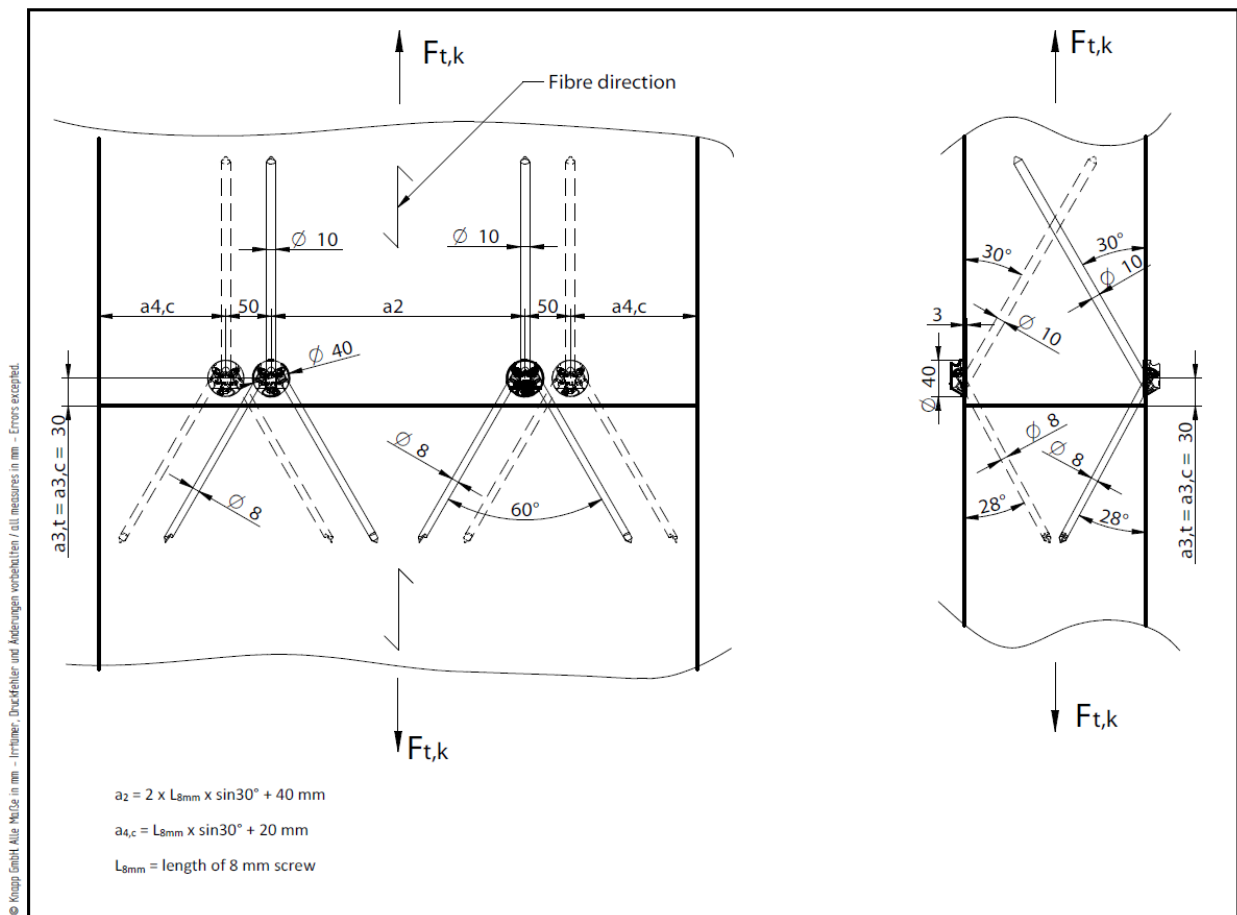 Ft,k
Fibre direction
∅ 10
∅ 10
a4,c
50
a2
50
a4,c
∅ 40
a3,t = a3,c = 30
∅ 8
∅ 8
60°
Ft,k
Ft,k
30°
30°
∅ 10
∅ 10
3
∅ 40
∅ 8
∅ 8
28°
28°
a3,t = a3,c = 30
Ft,k
a2 = 2 x L8mm x sin30° + 40 mm
a4,c = L8mm x sin30° + 20 mm
L8mm = length of 8 mm screw
© Knapp GmbH. Alle Maße in mm – Irrtümer, Druckfehler und Änderungen vorbehalten / all measures in mm – Errors excepted.